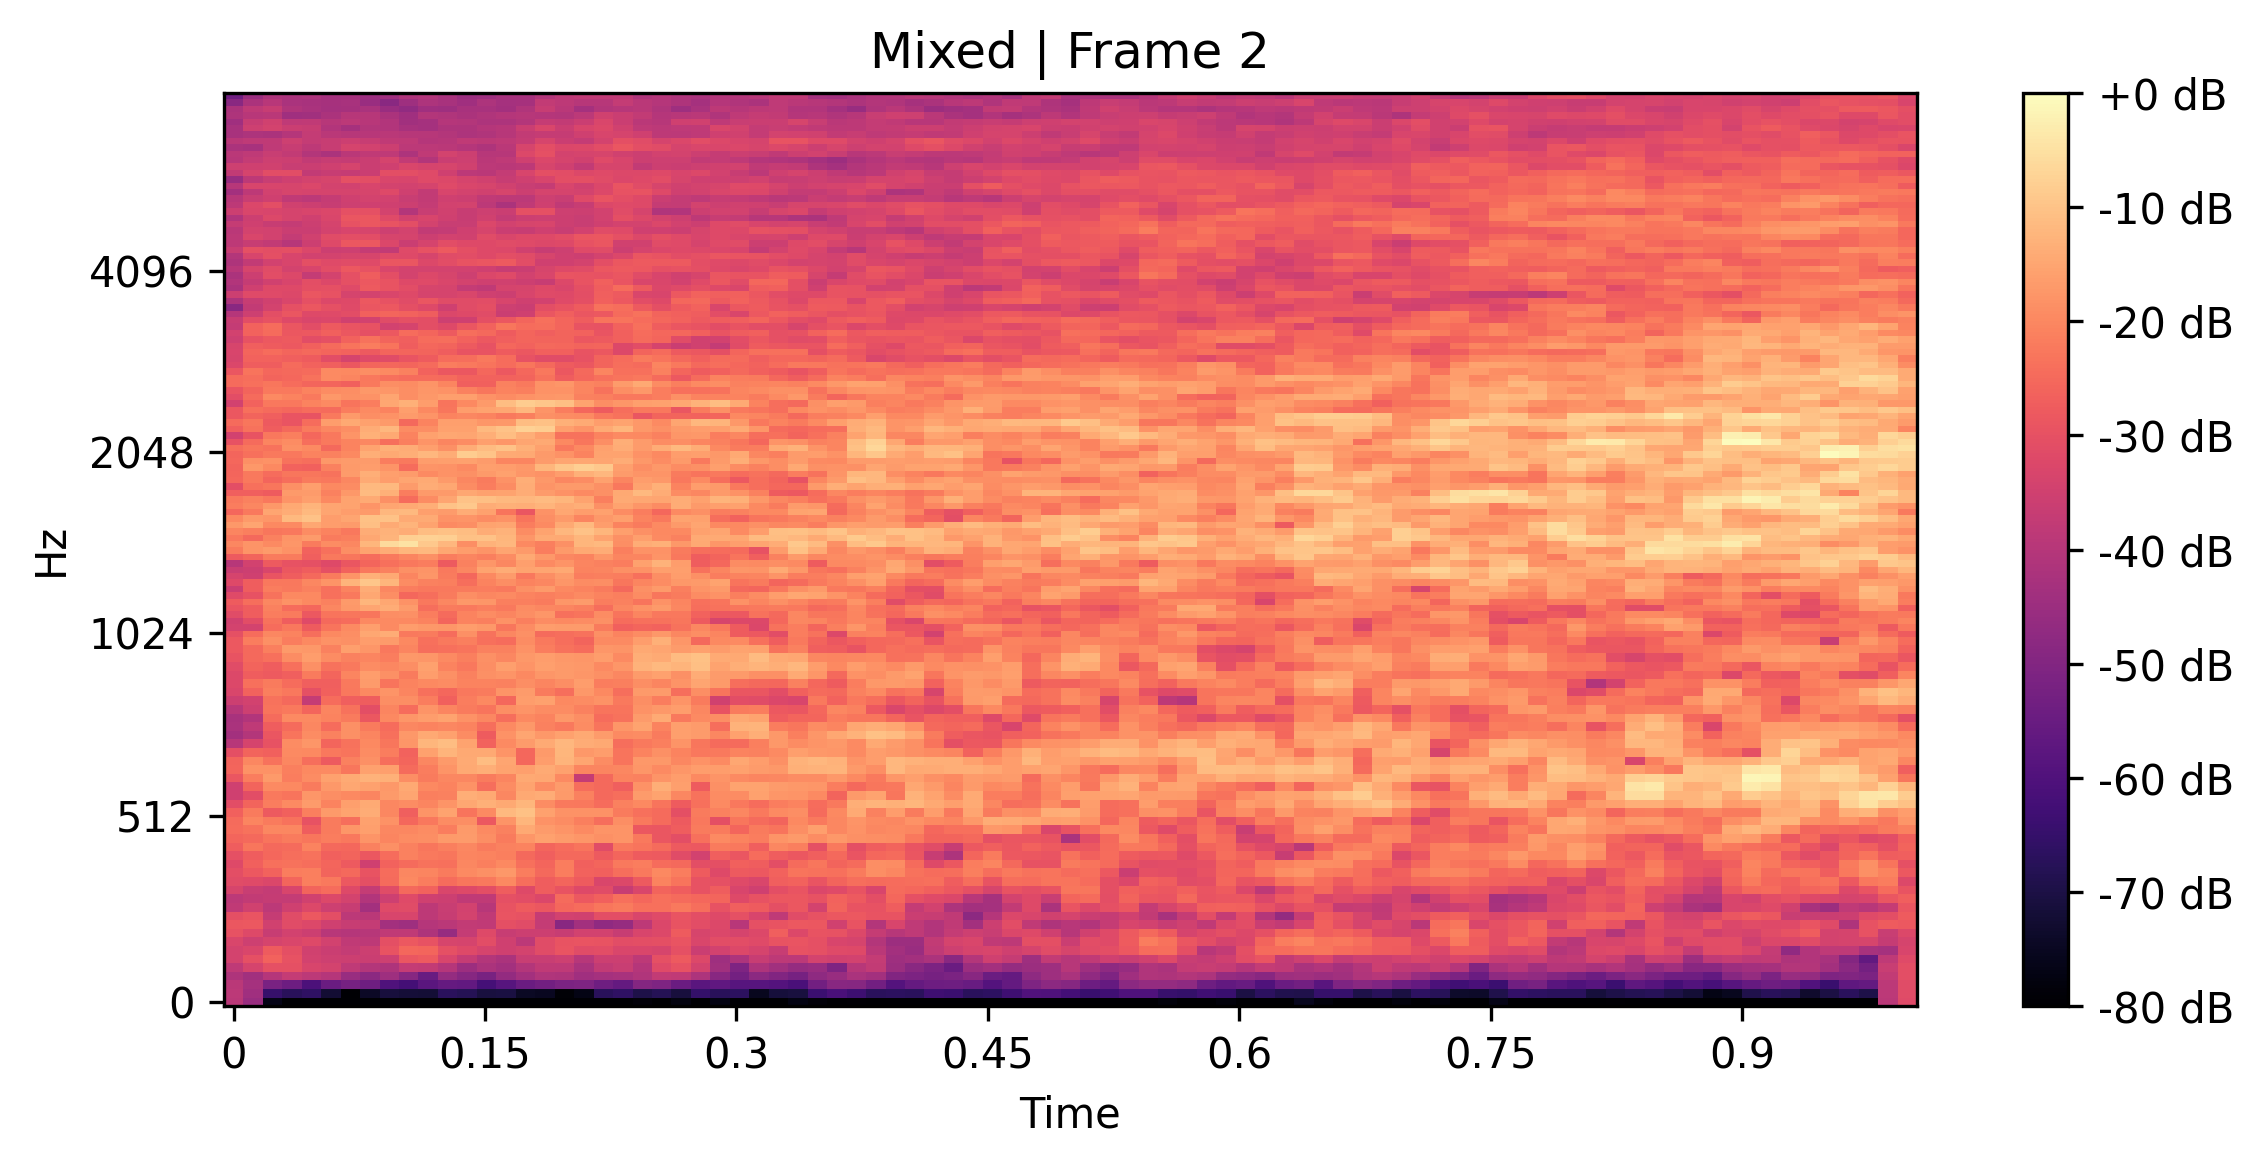 Mixed | Frame 2
Hz
4096
2048
1024
512
0
0 0.15 0.3 0.45 0.6 0.75 0.9
Time
+0 dB
-10 dB
-20 dB
-30 dB
-40 dB
-50 dB
-60 dB
-70 dB
-80 dB